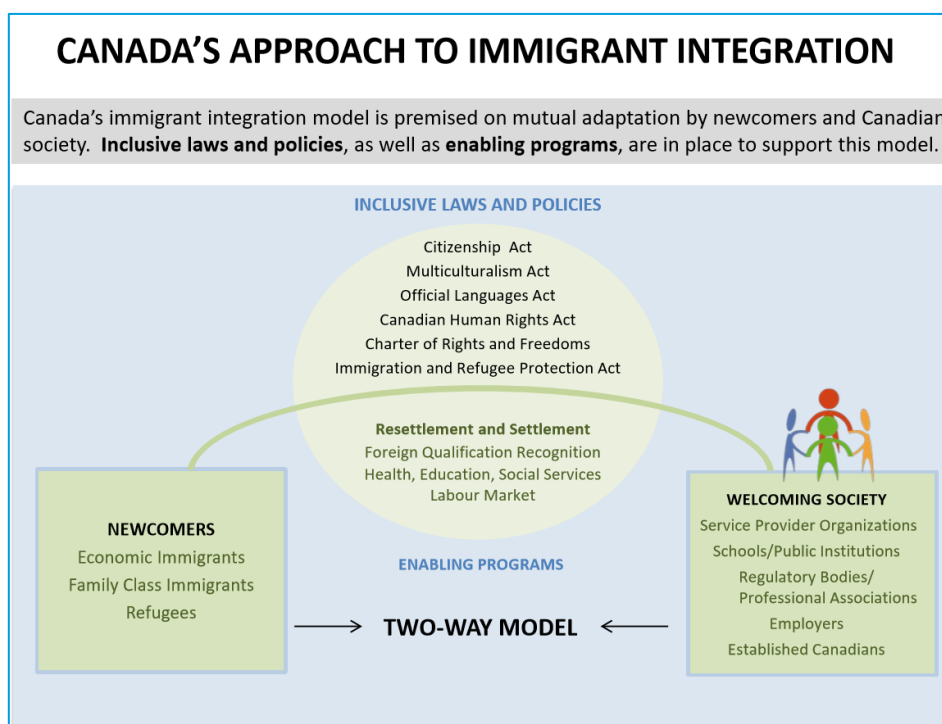 CANADA'S APPROACH TO IMMIGRANT INTEGRATION
Canada's immigrant integration model is premised on mutual adaptation by newcomers and Canadian
society. Inclusive laws and policies, as well as enabling programs, are in place to support this model.
INCLUSIVE LAWS AND POLICIES
Citizenship Act
Multiculturalism Act
Official Languages Act
Canadian Human Rights Act
Charter of Rights and Freedoms
Immigration and Refugee Protection Act
Resettlement and Settlement
Foreign Qualification Recognition
Health, Education, Social Services
Labour Market
ENABLING PROGRAMS
NEWCOMERS
Economic Immigrants
Family Class Immigrants
Refugees
TWO-WAY MODEL
WELCOMING SOCIETY
Service Provider Organizations
Schools/Public Institutions
Regulatory Bodies/
Professional Associations
Employers
Established Canadians